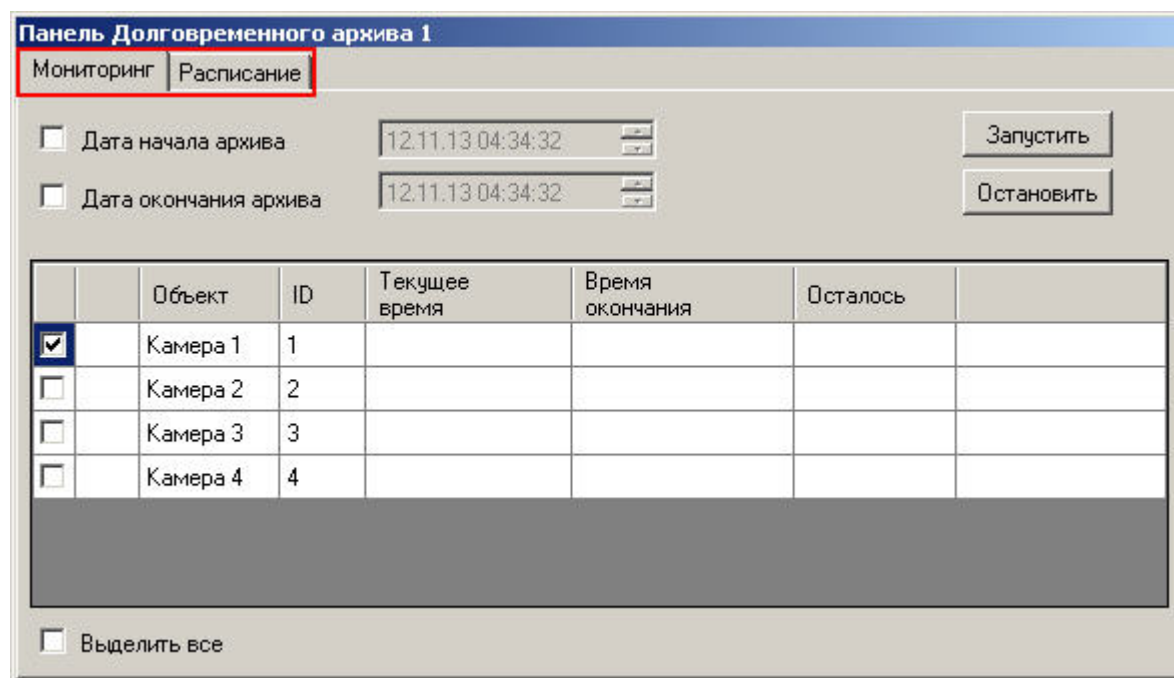 Панель Долговременного архива 1
Мониторинг Расписание
Дата начала архива 12.11.13 04:34:32 Запустить
Дата окончания архива 12.11.13 04:34:32 Остановить
Объект ID Текущее время Время окончания Осталось
Камера 1 1
Камера 2 2
Камера 3 3
Камера 4 4
Выделить все